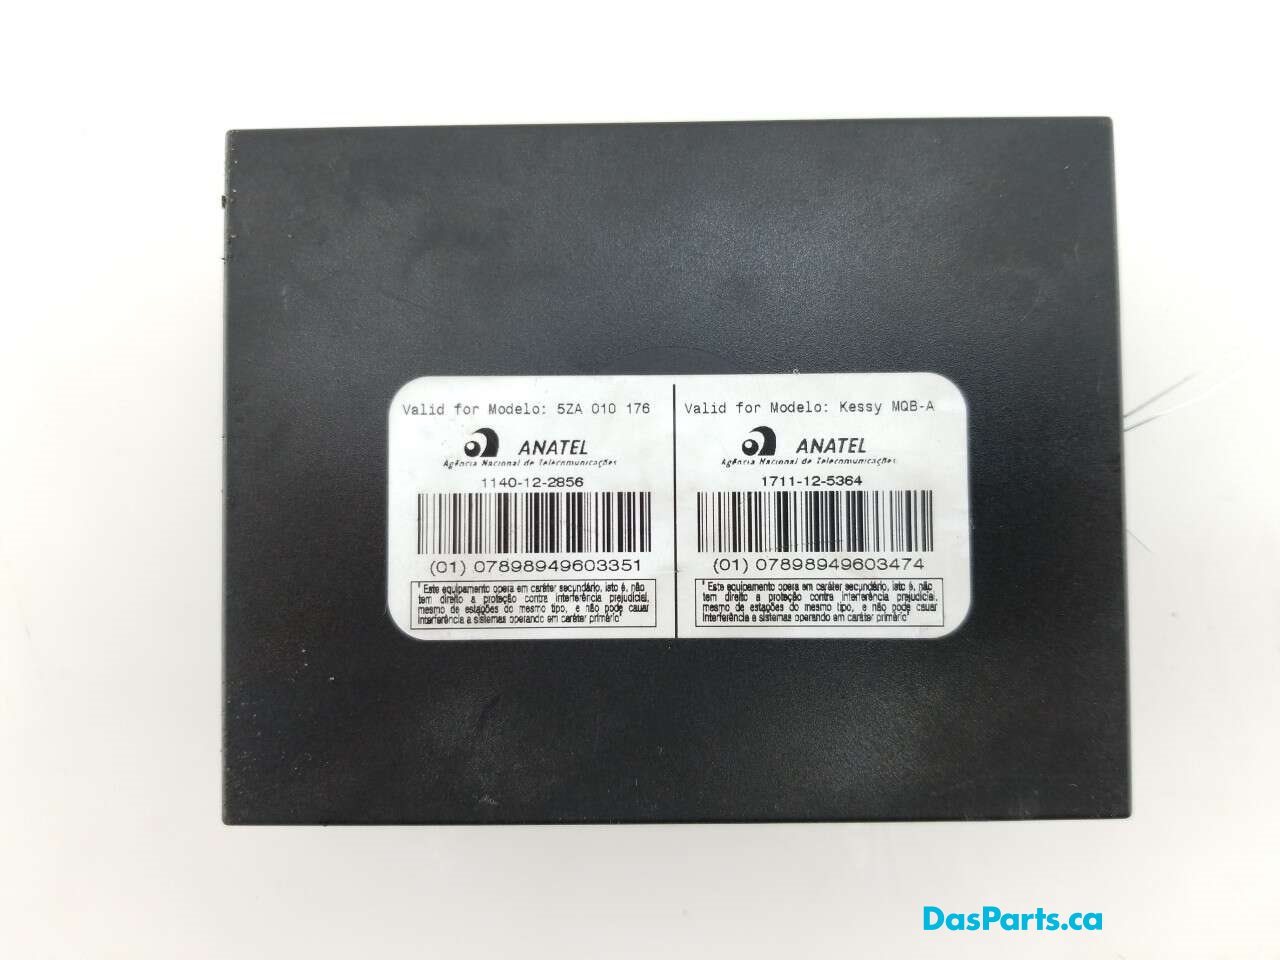 Valid for Modelo: 5ZA 010 176
ANATEL
Agência Nacional de Telecomunicações
1140-12-2856
(01) 07898949603351
"Este equipamento opera em caráter secundário, isto é, não
tem direito a proteção contra interferência prejudicial,
mesmo de estações do mesmo tipo, e não pode causar
interferência a sistemas operando em caráter primário"
Valid for Modelo: Kessy MQB-A
ANATEL
Agência Nacional de Telecomunicações
1711-12-5364
(01) 07898949603474
"Este equipamento opera em caráter secundário, isto é, não
tem direito a proteção contra interferência prejudicial,
mesmo de estações do mesmo tipo, e não pode causar
interferência a sistemas operando em caráter primário"
DasParts.ca